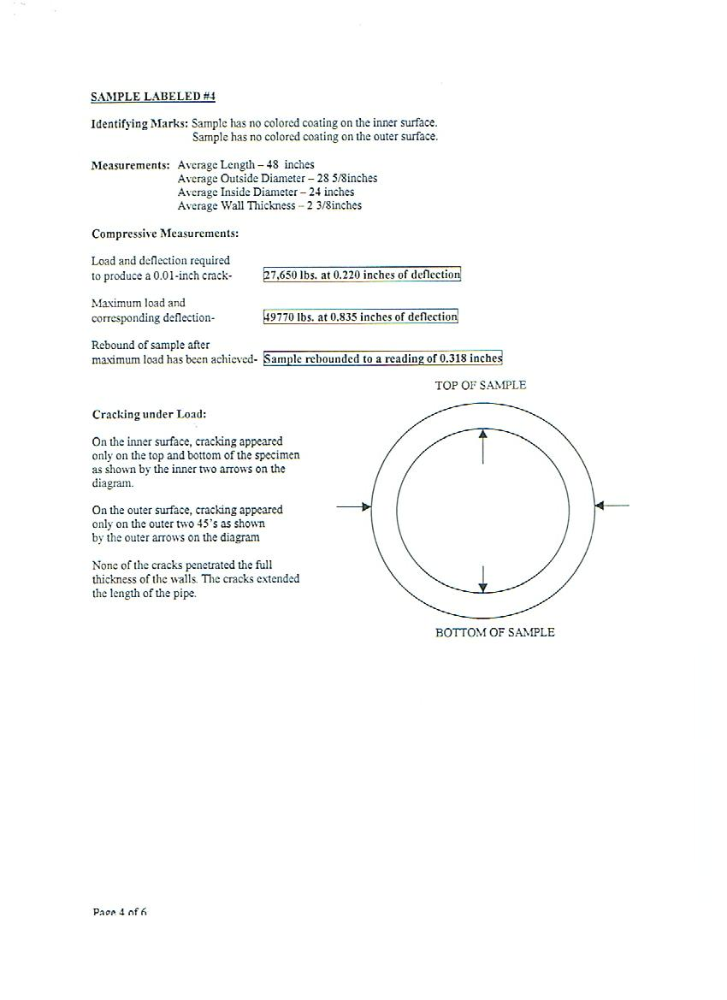 SAMPLE LABELED #4
Identifying Marks: Sample has no colored coating on the inner surface.
Sample has no colored coating on the outer surface.
Measurements: Average Length – 48 inches
Average Outside Diameter – 28 5/8inches
Average Inside Diameter – 24 inches
Average Wall Thickness – 2 3/8inches
Compressive Measurements:
Load and deflection required
to produce a 0.01-inch crack- 27,650 lbs. at 0.220 inches of deflection
Maximum load and
corresponding deflection- 49770 lbs. at 0.835 inches of deflection
Rebound of sample after
maximum load has been achieved- Sample rebounded to a reading of 0.318 inches
TOP OF SAMPLE
Cracking under Load:
On the inner surface, cracking appeared
only on the top and bottom of the specimen
as shown by the inner two arrows on the
diagram.
On the outer surface, cracking appeared
only on the outer two 45's as shown
by the outer arrows on the diagram
None of the cracks penetrated the full
thickness of the walls. The cracks extended
the length of the pipe.
BOTTOM OF SAMPLE
Page 4 of 6